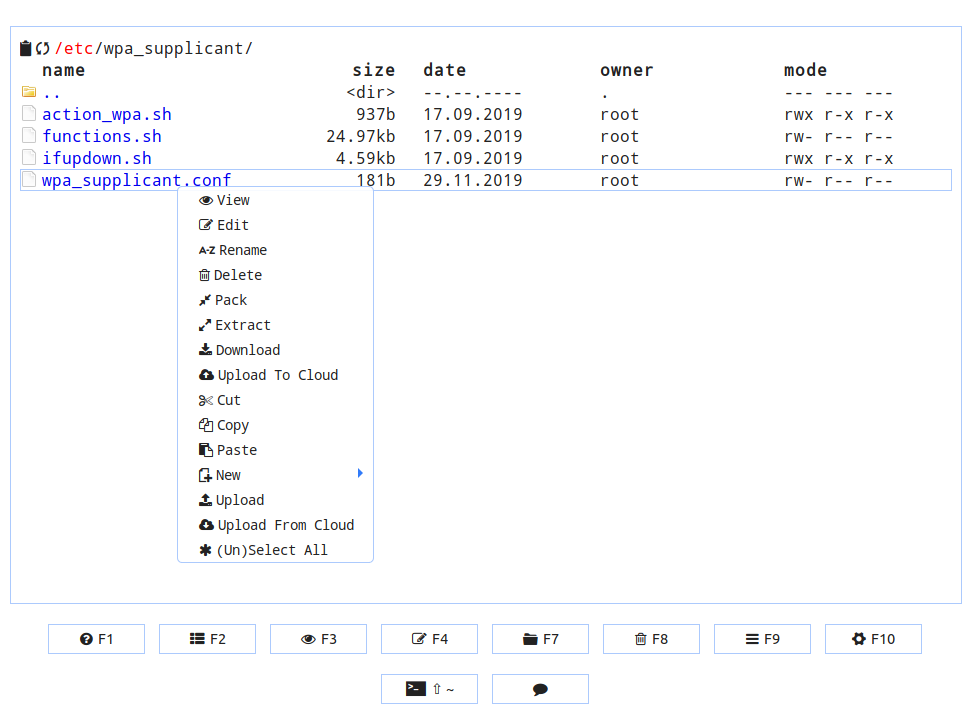 /etc/wpa_supplicant/
name size date owner mode
.. <dir> --.--.---- . --- --- ---
action_wpa.sh 937b 17.09.2019 root rwx r-x r-x
functions.sh 24.97kb 17.09.2019 root rw- r-- r--
ifupdown.sh 4.59kb 17.09.2019 root rwx r-x r-x
wpa_supplicant.conf 181b 29.11.2019 root rw- r-- r--
View
Edit
A-Z Rename
Delete
Pack
Extract
Download
Upload To Cloud
Cut
Copy
Paste
New
Upload
Upload From Cloud
(Un)Select All
F1 F2 F3 F4 F7 F8 F9 F10
>_ ⇧ ~